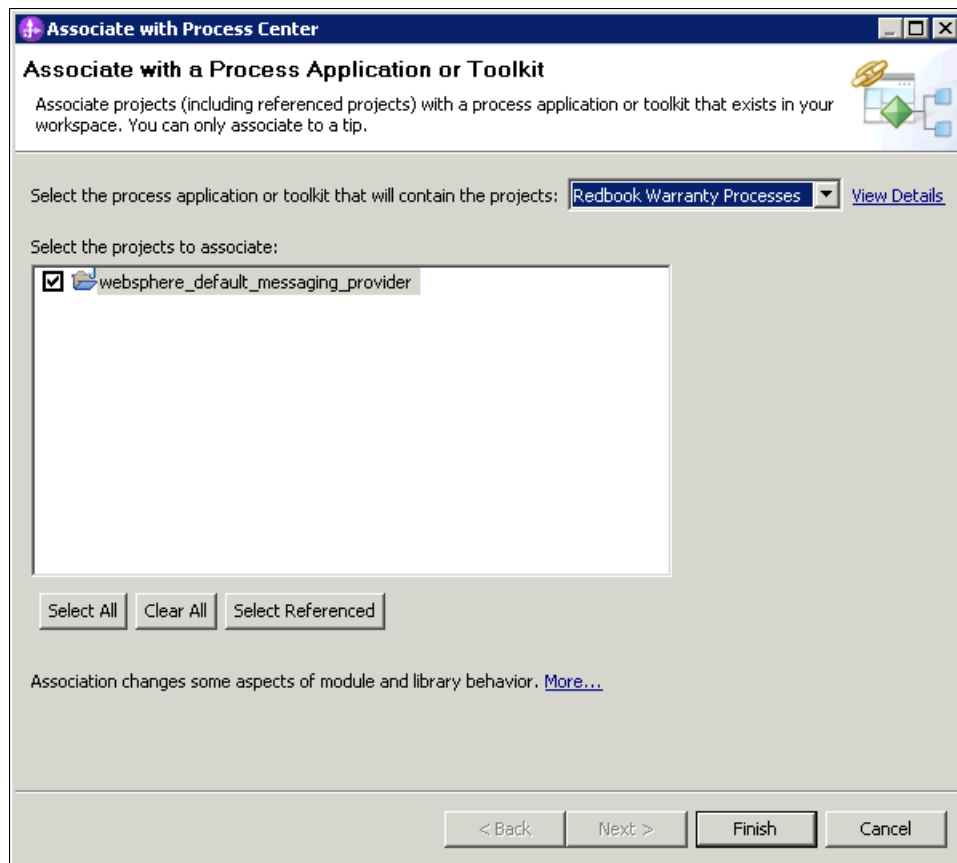 Associate with Process Center
Associate with a Process Application or Toolkit
Associate projects (including referenced projects) with a process application or toolkit that exists in your
workspace. You can only associate to a tip.
Select the process application or toolkit that will contain the projects: Redbook Warranty Processes View Details
Select the projects to associate:
websphere_default_messaging_provider
Select All Clear All Select Referenced
Association changes some aspects of module and library behavior. More...
< Back Next > Finish Cancel